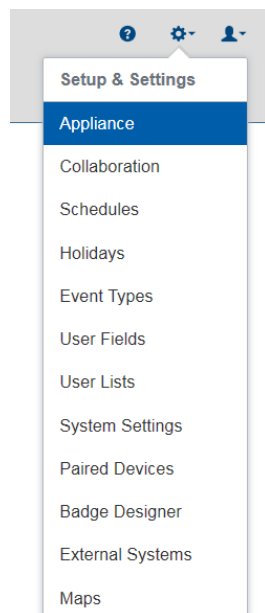 Setup & Settings
Appliance
Collaboration
Schedules
Holidays
Event Types
User Fields
User Lists
System Settings
Paired Devices
Badge Designer
External Systems
Maps